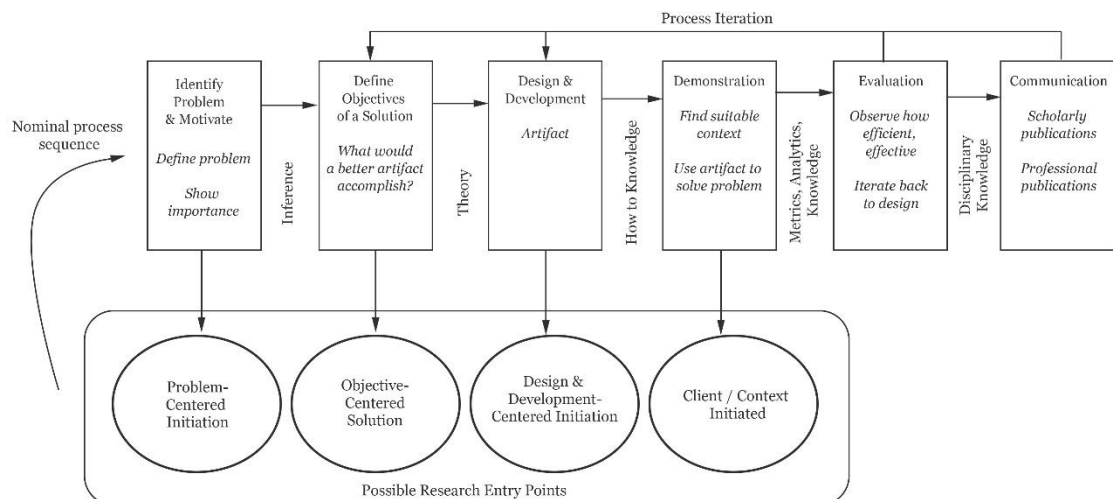 Process Iteration
Nominal process
sequence
Identify
Problem
& Motivate
Define problem
Show
importance
Inference
Define
Objectives
of a Solution
What would
a better artifact
accomplish?
Theory
Design &
Development
Artifact
How to Knowledge
Demonstration
Find suitable
context
Use artifact to
solve problem
Metrics, Analytics,
Knowledge
Evaluation
Observe how
efficient,
effective
Iterate back
to design
Disciplinary
Knowledge
Communication
Scholarly
publications
Professional
publications
Problem-
Centered
Initiation
Objective-
Centered
Solution
Design &
Development-
Centered Initiation
Client / Context
Initiated
Possible Research Entry Points